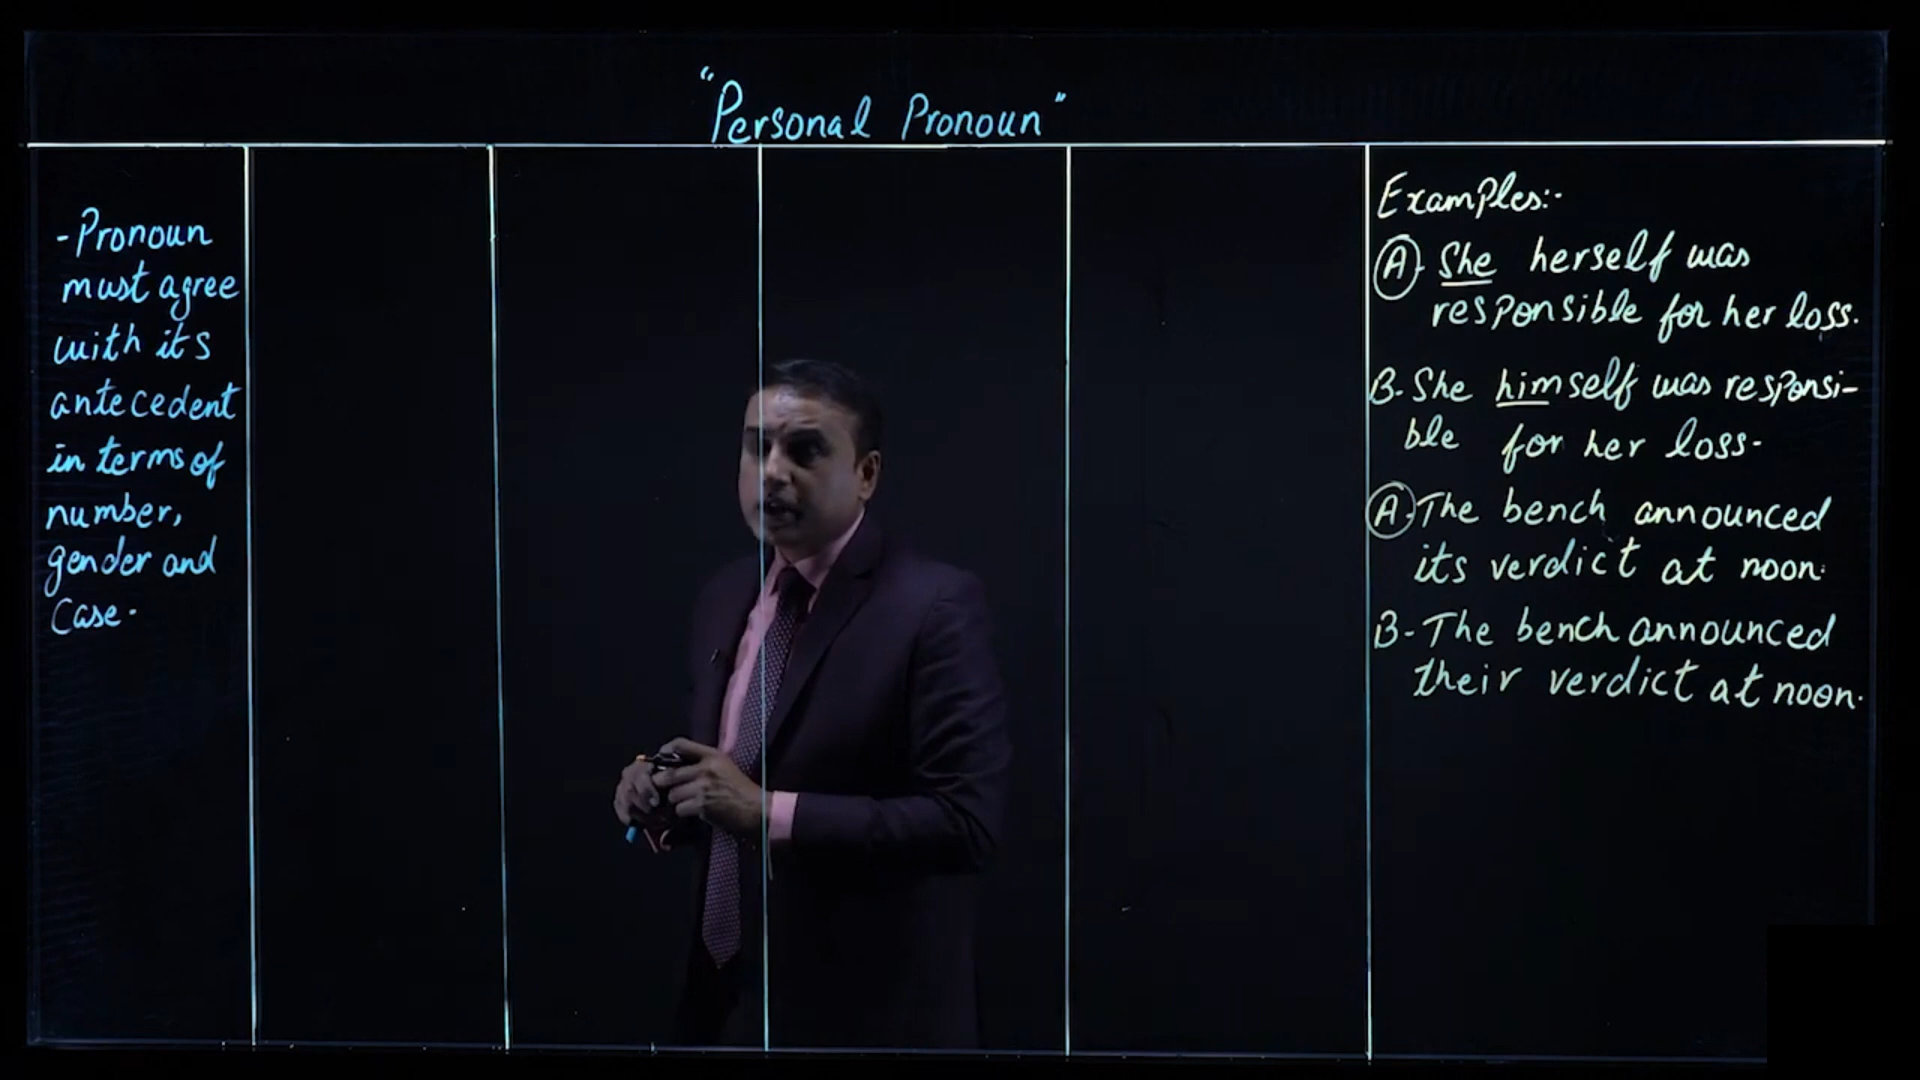 "Personal Pronoun"
-Pronoun
must agree
with its
antecedent
in terms of
number,
gender and
Case.
Examples:-
A- She herself was
responsible for her loss.
B- She himself was responsi-
ble for her loss-
A. The bench announced
its verdict at noon.
B- The bench announced
their verdict at noon.